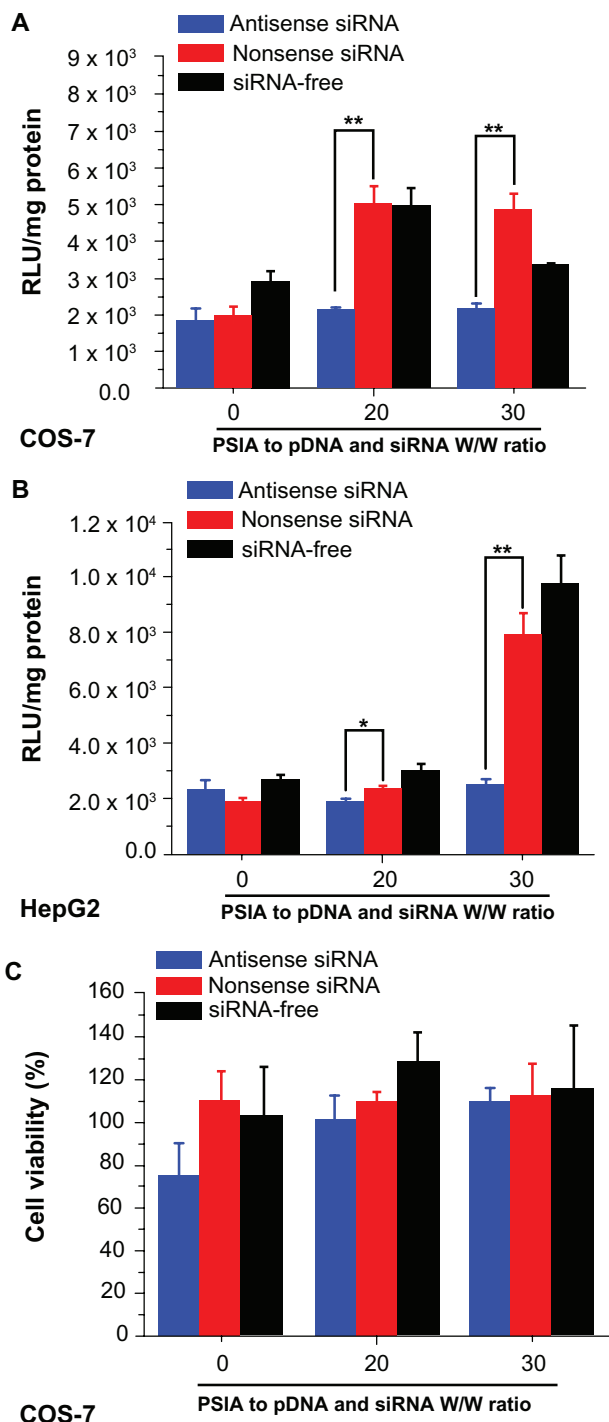 A
Antisense siRNA
Nonsense siRNA
siRNA-free
9 x 10³
8 x 10³
7 x 10³
6 x 10³
5 x 10³
4 x 10³
3 x 10³
2 x 10³
1 x 10³
0.0
RLU/mg protein
**
**
0 20 30
PSIA to pDNA and siRNA W/W ratio
COS-7
B
Antisense siRNA
Nonsense siRNA
siRNA-free
1.2 x 10⁴
1.0 x 10⁴
8.0 x 10³
6.0 x 10³
4.0 x 10³
2.0 x 10³
0.0
RLU/mg protein
*
**
0 20 30
PSIA to pDNA and siRNA W/W ratio
HepG2
C
Antisense siRNA
Nonsense siRNA
siRNA-free
160
140
120
100
80
60
40
20
0
Cell viability (%)
0 20 30
PSIA to pDNA and siRNA W/W ratio
COS-7